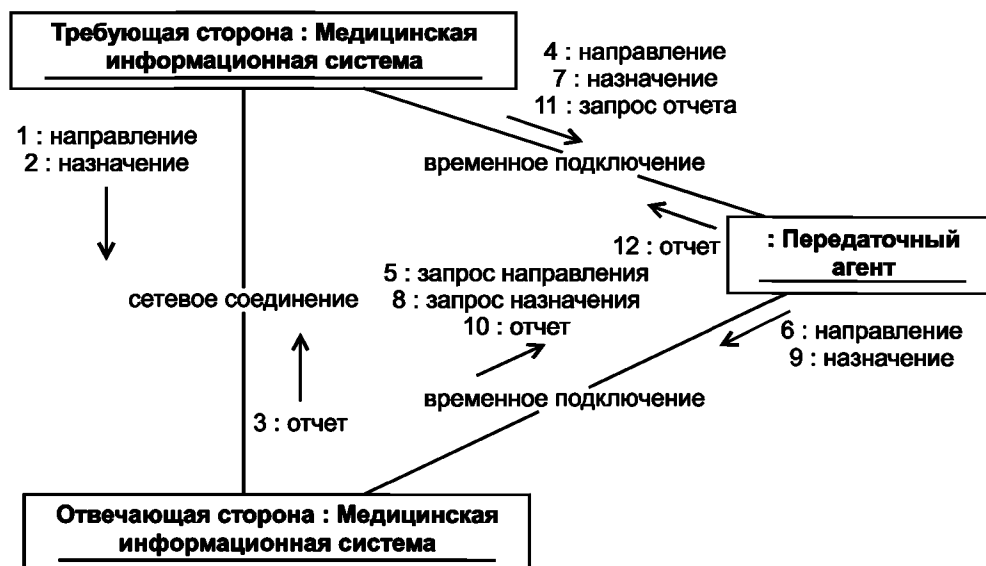 Требующая сторона : Медицинская
информационная система
4 : направление
7 : назначение
11 : запрос отчета
1 : направление
2 : назначение
временное подключение
12 : отчет
: Передаточный
агент
5 : запрос направления
8 : запрос назначения
10 : отчет
сетевое соединение
6 : направление
9 : назначение
временное подключение
3 : отчет
Отвечающая сторона : Медицинская
информационная система